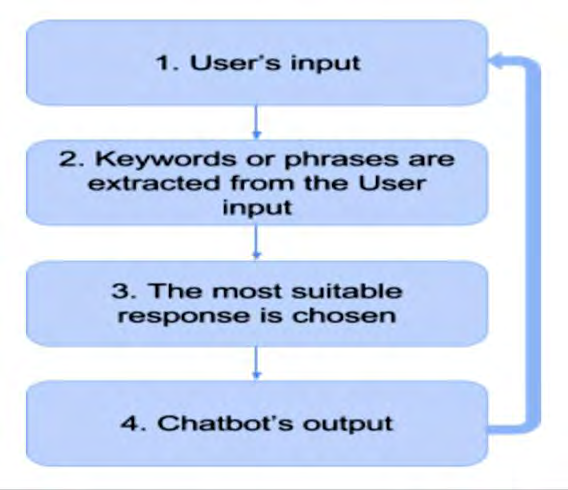 1. User's input
2. Keywords or phrases are
extracted from the User
input
3. The most suitable
response is chosen
4. Chatbot's output